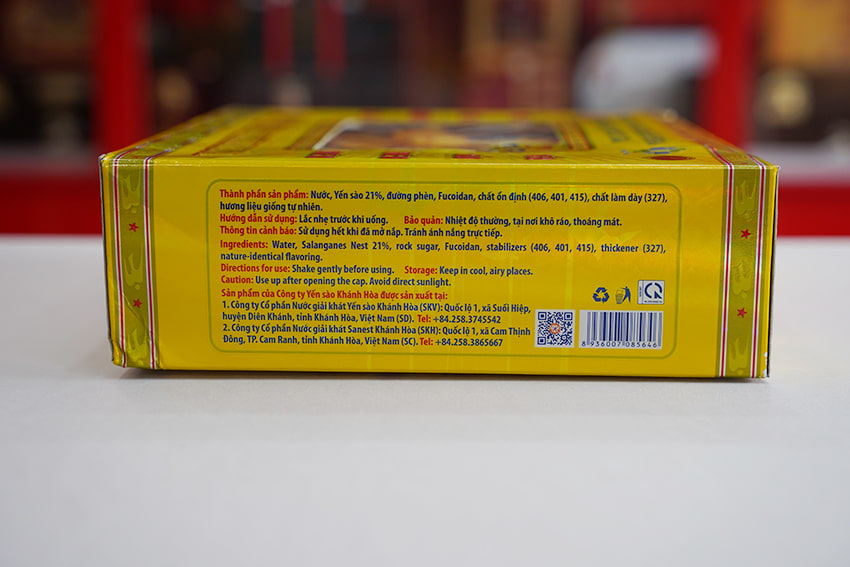 Thành phần sản phẩm: Nước, Yến sào 21%, đường phèn, Fucoidan, chất ổn định (406, 401, 415), chất làm dày (327),
hương liệu giống tự nhiên.
Hướng dẫn sử dụng: Lắc nhẹ trước khi uống. Bảo quản: Nhiệt độ thường, tại nơi khô ráo, thoáng mát.
Thông tin cảnh báo: Sử dụng hết khi đã mở nắp. Tránh ánh nắng trực tiếp.
Ingredients: Water, Salanganes Nest 21%, rock sugar, Fucoidan, stabilizers (406, 401, 415), thickener (327),
nature-identical flavoring.
Directions for use: Shake gently before using. Storage: Keep in cool, airy places.
Caution: Use up after opening the cap. Avoid direct sunlight.
Sản phẩm của Công ty Yến sào Khánh Hòa được sản xuất tại:
1. Công ty Cổ phần Nước giải khát Yến sào Khánh Hòa (SKV): Quốc lộ 1, xã Suối Hiệp,
huyện Diên Khánh, tỉnh Khánh Hòa, Việt Nam (SD). Tel: +84.258.3745542
2. Công ty Cổ phần Nước giải khát Sanest Khánh Hòa (SKH): Quốc lộ 1, xã Cam Thịnh
Đông, TP. Cam Ranh, tỉnh Khánh Hòa, Việt Nam (SC). Tel: +84.258.3865667
8 936007 085646